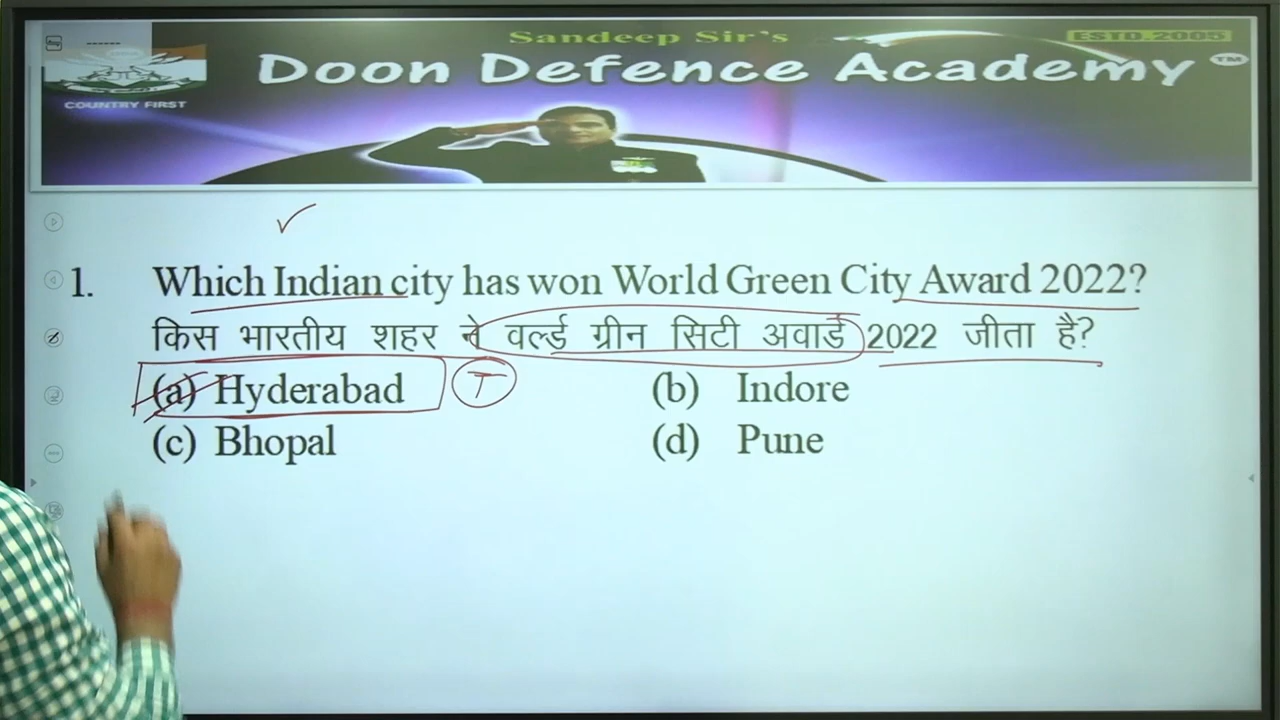 Sandeep Sir's
ESTD.2005
Doon Defence Academy TM
COUNTRY FIRST
1. Which Indian city has won World Green City Award 2022?
किस भारतीय शहर ने वर्ल्ड ग्रीन सिटी अवार्ड 2022 जीता है?
(a) Hyderabad T (b) Indore
(c) Bhopal (d) Pune